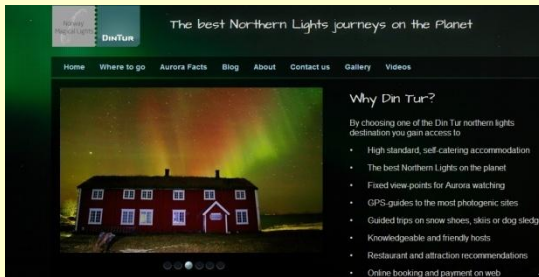 Norway
Magical Lights
DINTUR
The best Northern Lights journeys on the Planet
Home Where to go Aurora Facts Blog About Contact us Gallery Videos
Why Din Tur?
By choosing one of the Din Tur northern lights
destination you gain access to
• High standard, self-catering accommodation
• The best Northern Lights on the planet
• Fixed view-points for Aurora watching
• GPS-guides to the most photogenic sites
• Guided trips on snow shoes, skiis or dog sledg
• Knowledgeable and friendly hosts
• Restaurant and attraction recommendations
• Online booking and payment on web